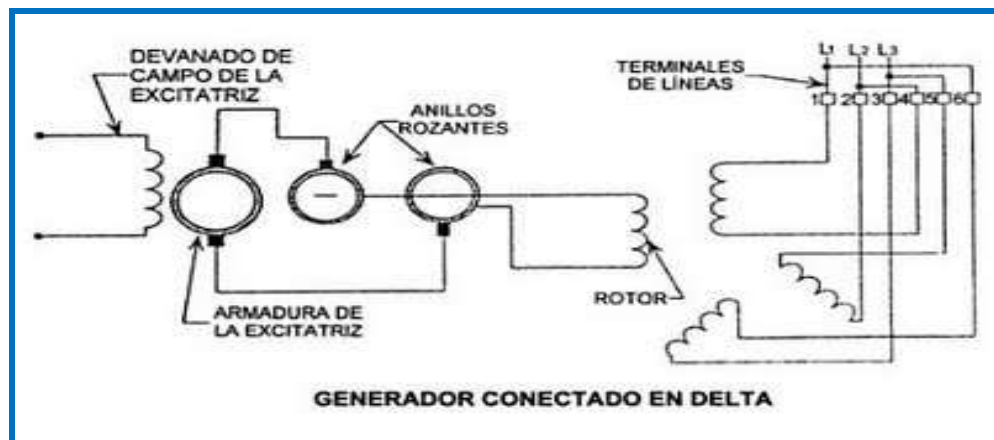 DEVANADO DE
CAMPO DE LA
EXCITATRIZ
ANILLOS
ROZANTES
TERMINALES
DE LÍNEAS
L1 L2 L3
1 2 3 4 5 6
ARMADURA DE
LA EXCITATRIZ
ROTOR
GENERADOR CONECTADO EN DELTA